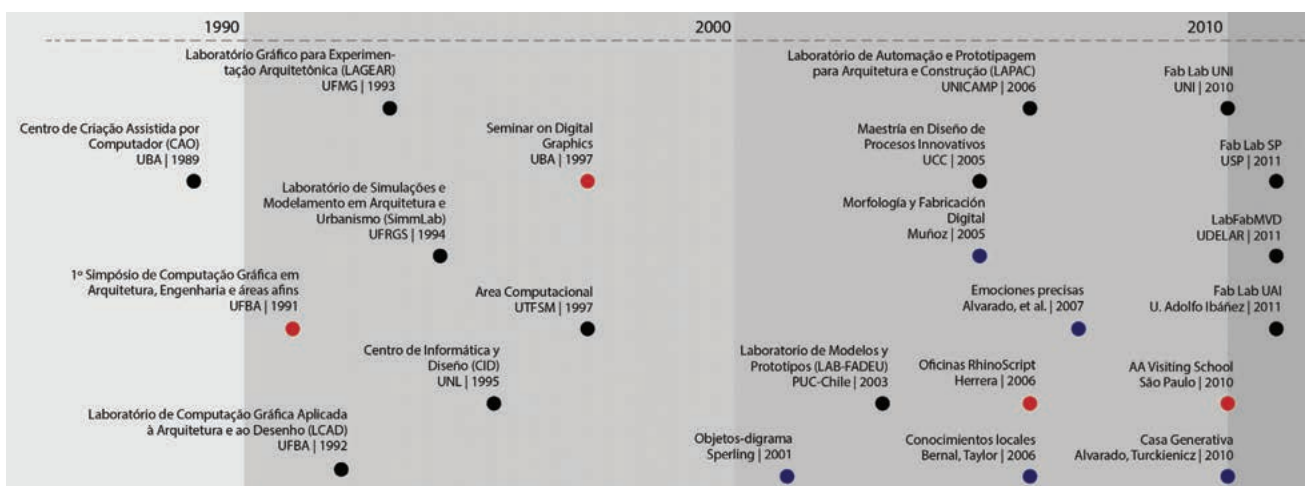 1990
2000
2010
Laboratório Gráfico para Experimen-
tação Arquitetônica (LAGEAR)
UFMG | 1993
Laboratório de Automação e Prototipagem
para Arquitetura e Construção (LAPAC)
UNICAMP | 2006
Fab Lab UNI
UNI | 2010
Centro de Criação Assistida por
Computador (CAO)
UBA | 1989
Seminar on Digital
Graphics
UBA | 1997
Maestría en Diseño de
Procesos Innovativos
UCC | 2005
Fab Lab SP
USP | 2011
Laboratório de Simulações e
Modelamento em Arquitetura e
Urbanismo (SimmLab)
UFRGS | 1994
Morfología y Fabricación
Digital
Muñoz | 2005
LabFabMVD
UDELAR | 2011
1º Simpósio de Computação Gráfica em
Arquitetura, Engenharia e áreas afins
UFBA | 1991
Area Computacional
UTFSM | 1997
Emociones precisas
Alvarado, et al. | 2007
Fab Lab UAI
U. Adolfo Ibáñez | 2011
Centro de Informática y
Diseño (CID)
UNL | 1995
Laboratorio de Modelos y
Prototipos (LAB-FADEU)
PUC-Chile | 2003
Oficinas RhinoScript
Herrera | 2006
AA Visiting School
São Paulo | 2010
Laboratório de Computação Gráfica Aplicada
à Arquitetura e ao Desenho (LCAD)
UFBA | 1992
Objetos-digrama
Sperling | 2001
Conocimientos locales
Bernal, Taylor | 2006
Casa Generativa
Alvarado, Turckienicz | 2010